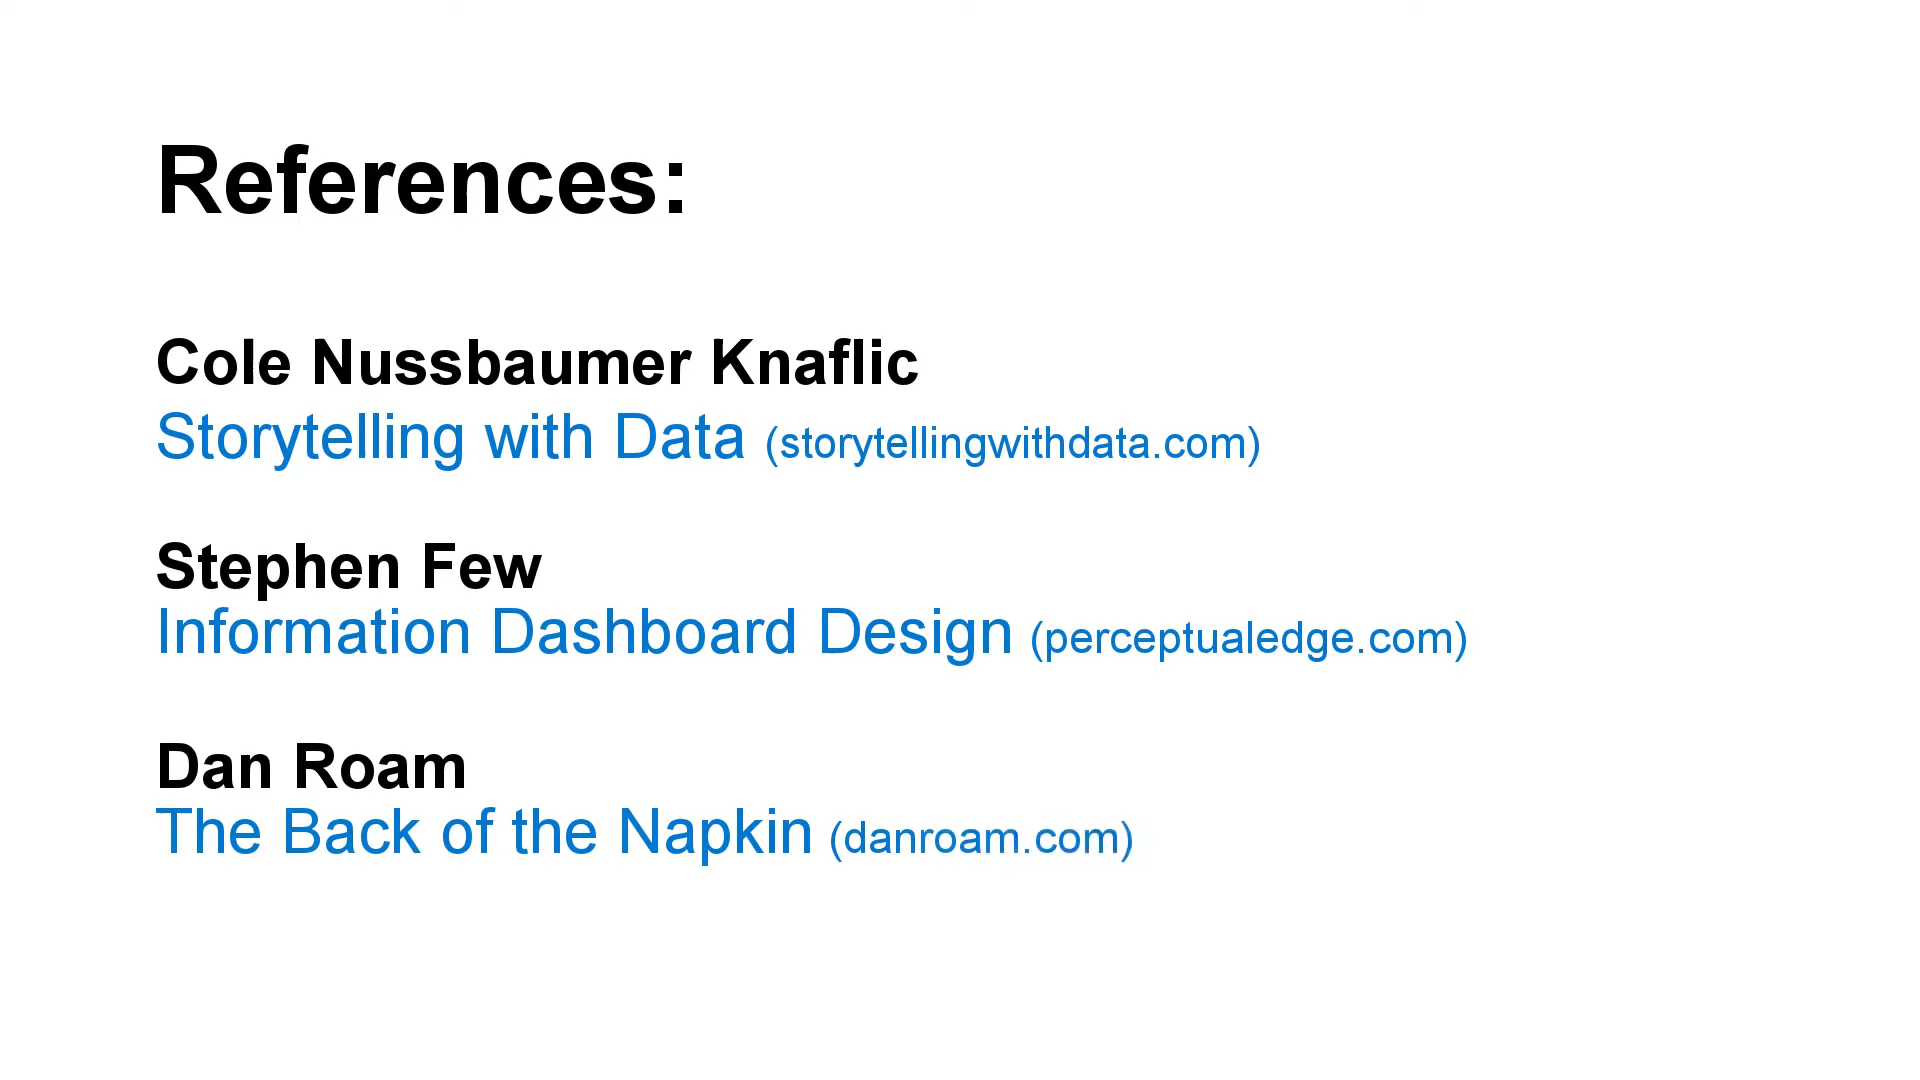 References:
Cole Nussbaumer Knaflic
Storytelling with Data (storytellingwithdata.com)
Stephen Few
Information Dashboard Design (perceptualedge.com)
Dan Roam
The Back of the Napkin (danroam.com)